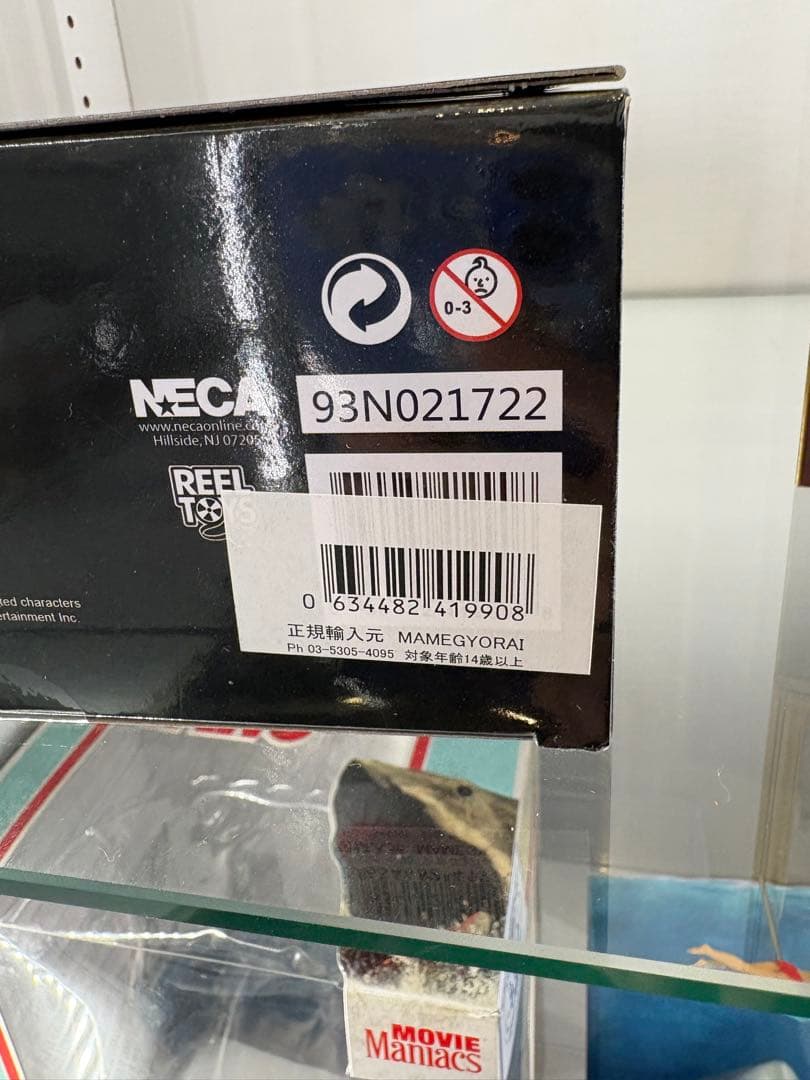 0-3
NECA
93N021722
www.necaonline.co
Hillside, NJ 07205
REEL
TOYS
ted characters
ertainment Inc.
0 634482 419908
正規輸入元 MAMEGYORAI
Ph 03-5305-4095 対象年齢14歳以上
MOVIE
Maniacs